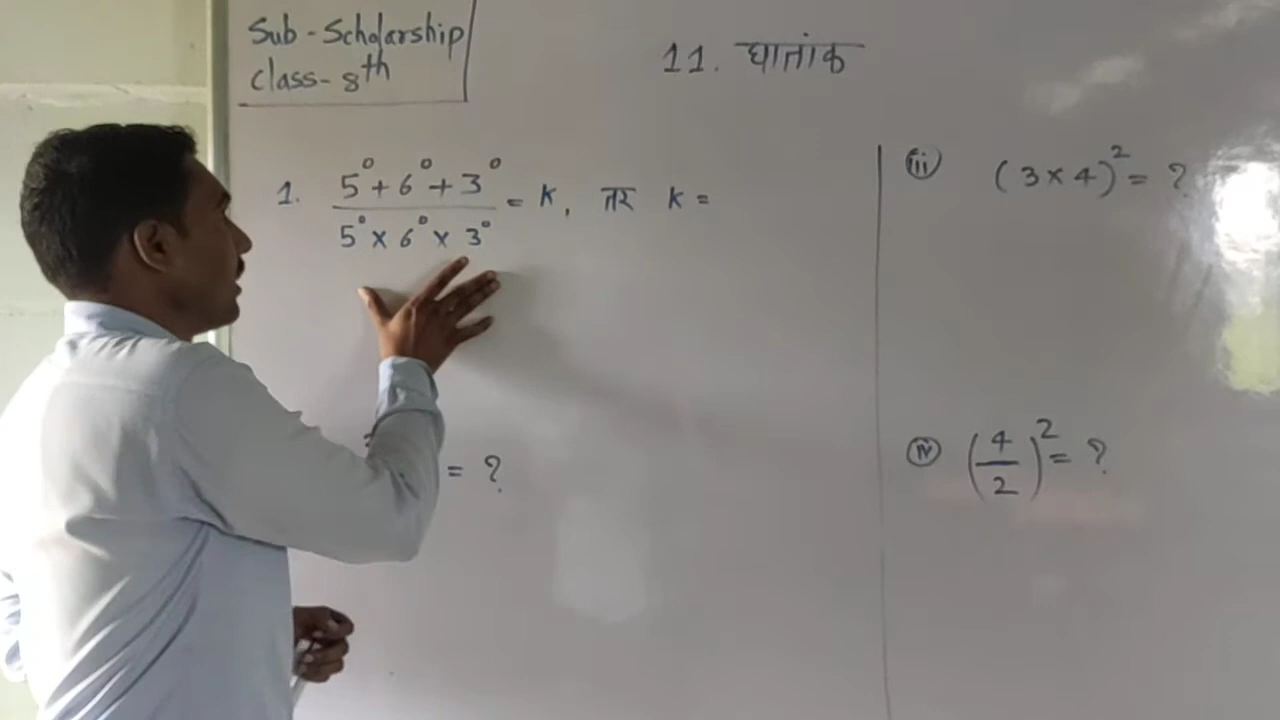 Sub - Scholarship
Class - 8th
11. घातांक
1. (5⁰ + 6⁰ + 3⁰) / (5⁰ × 6⁰ × 3⁰) = K, तर K =
= ?
(iii) (3 × 4)² = ?
(iv) (4/2)² = ?